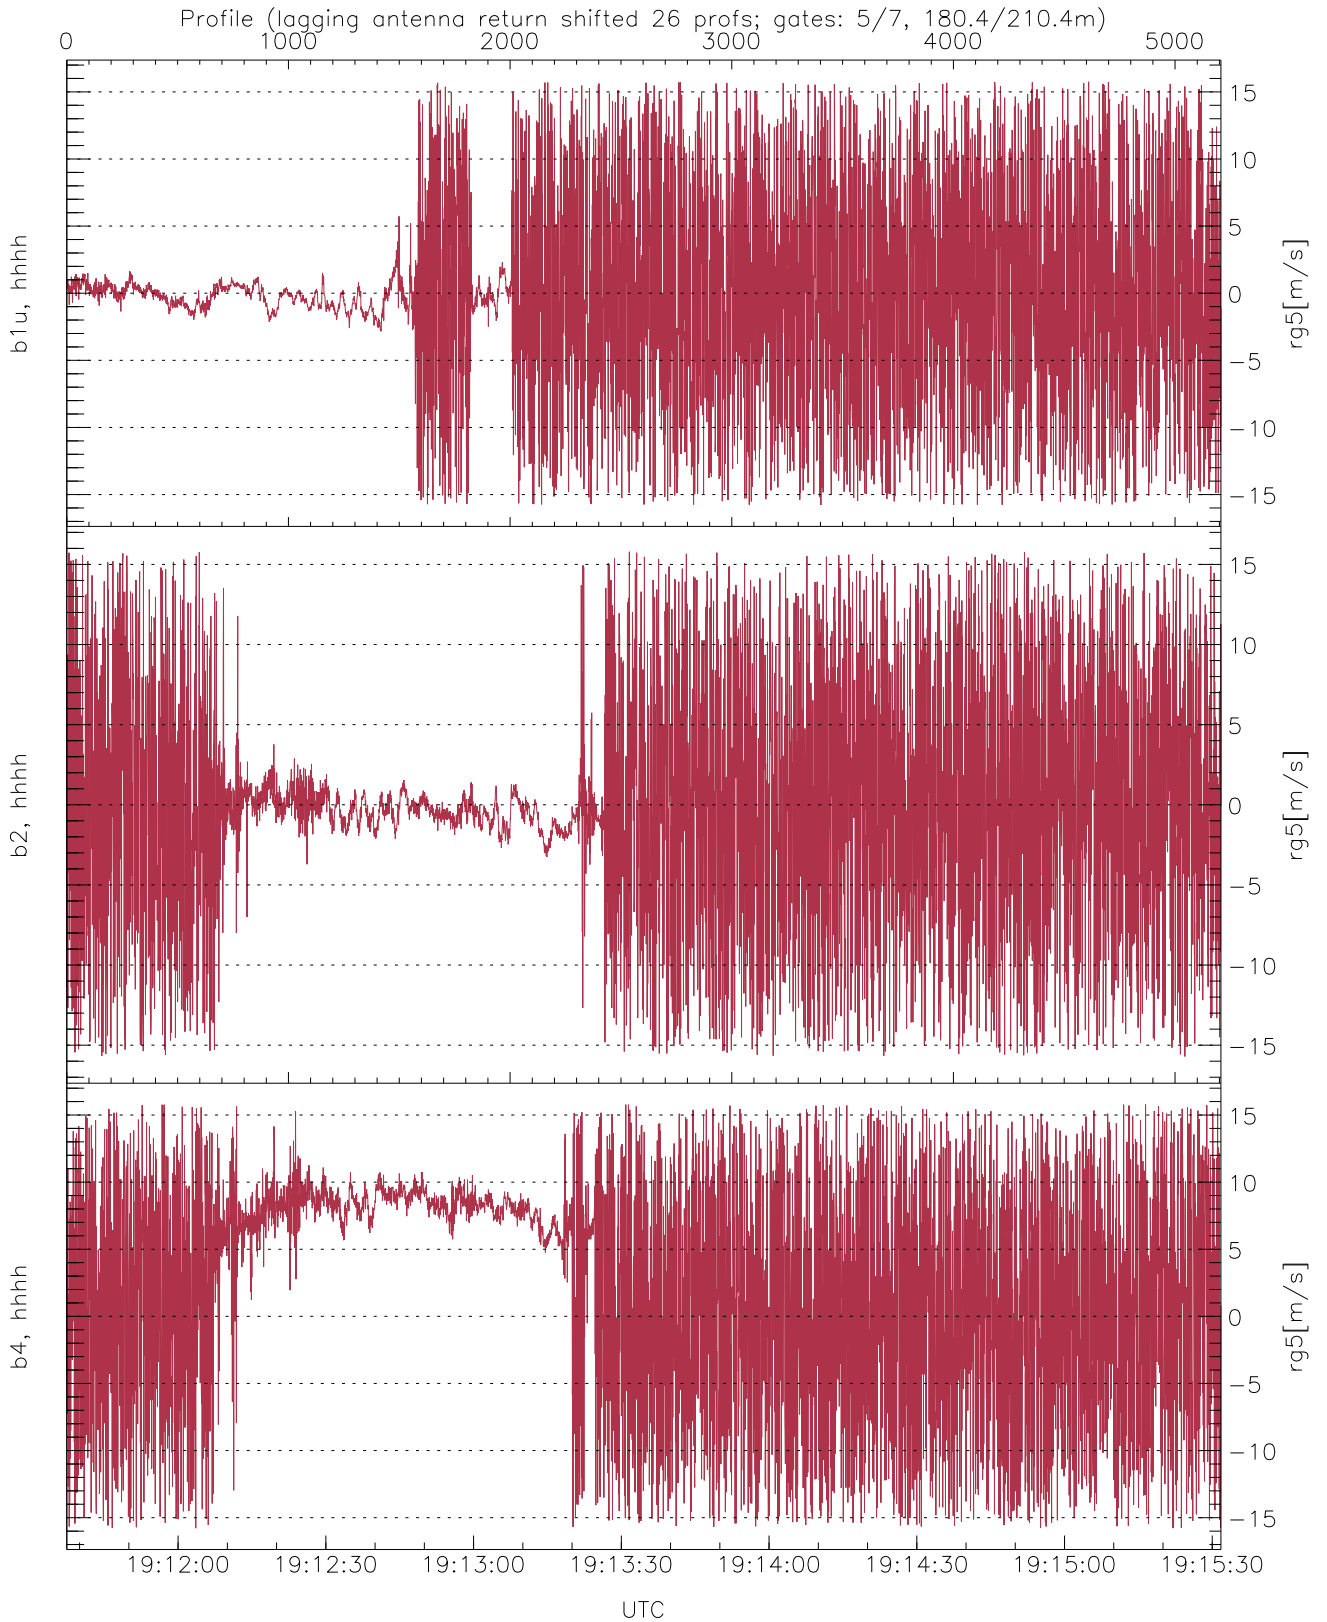 Profile (lagging antenna return shifted 26 profs; gates: 5/7, 180.4/210.4m)
0 1000 2000 3000 4000 5000
15
10
5
0
−5
−10
−15
b1u, hhhh
rg5[m/s]
15
10
5
0
−5
−10
−15
b2, hhhh
rg5[m/s]
15
10
5
0
−5
−10
−15
b4, hhhh
rg5[m/s]
19:12:00 19:12:30 19:13:00 19:13:30 19:14:00 19:14:30 19:15:00 19:15:30
UTC